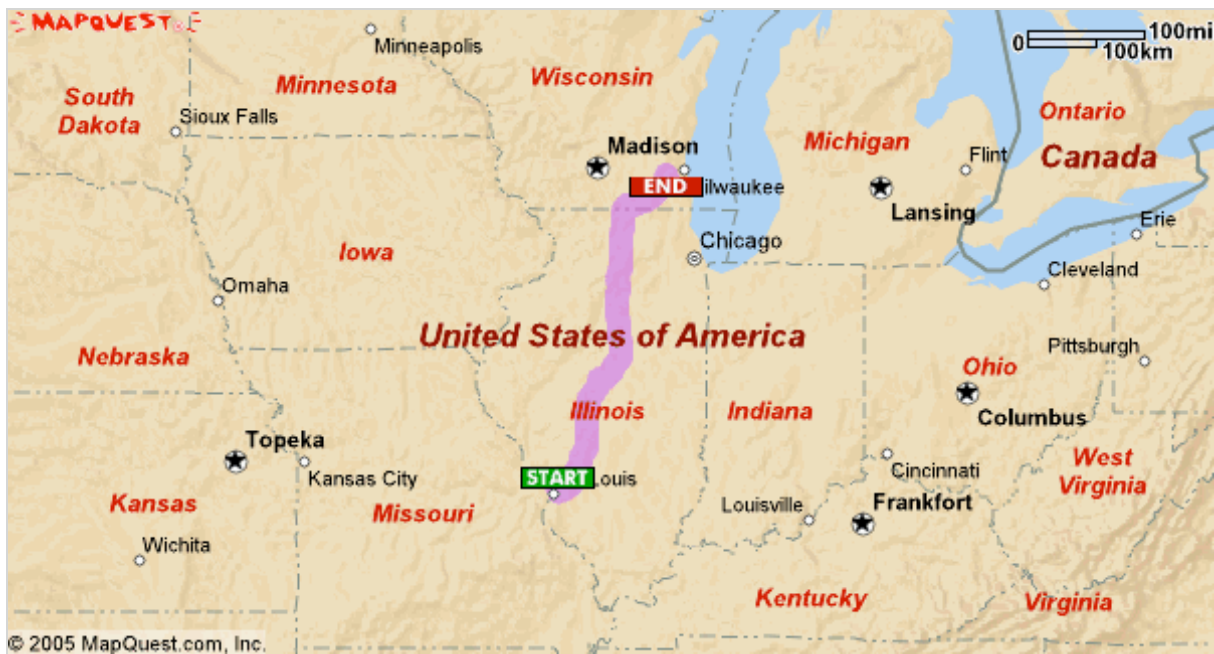 MAPQUEST
100mi
0
100km
Minneapolis
Wisconsin
Minnesota
South
Dakota
Sioux Falls
Ontario
Michigan
Canada
Madison
Flint
END
ilwaukee
Lansing
Erie
Chicago
Iowa
Cleveland
Omaha
United States of America
Nebraska
Pittsburgh
Ohio
Illinois
Indiana
Columbus
Topeka
West
Virginia
Kansas City
START
ouis
Cincinnati
Kansas
Missouri
Louisville
Frankfort
Wichita
Kentucky
Virginia
© 2005 MapQuest.com, Inc.